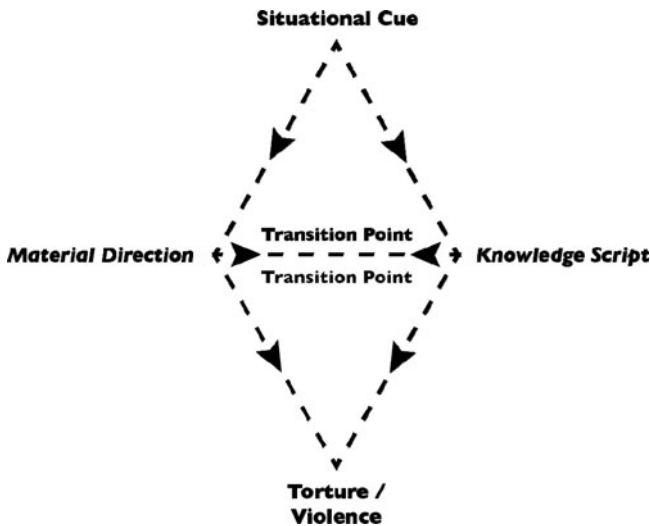 Situational Cue
Transition Point
Material Direction
Knowledge Script
Transition Point
Torture /
Violence